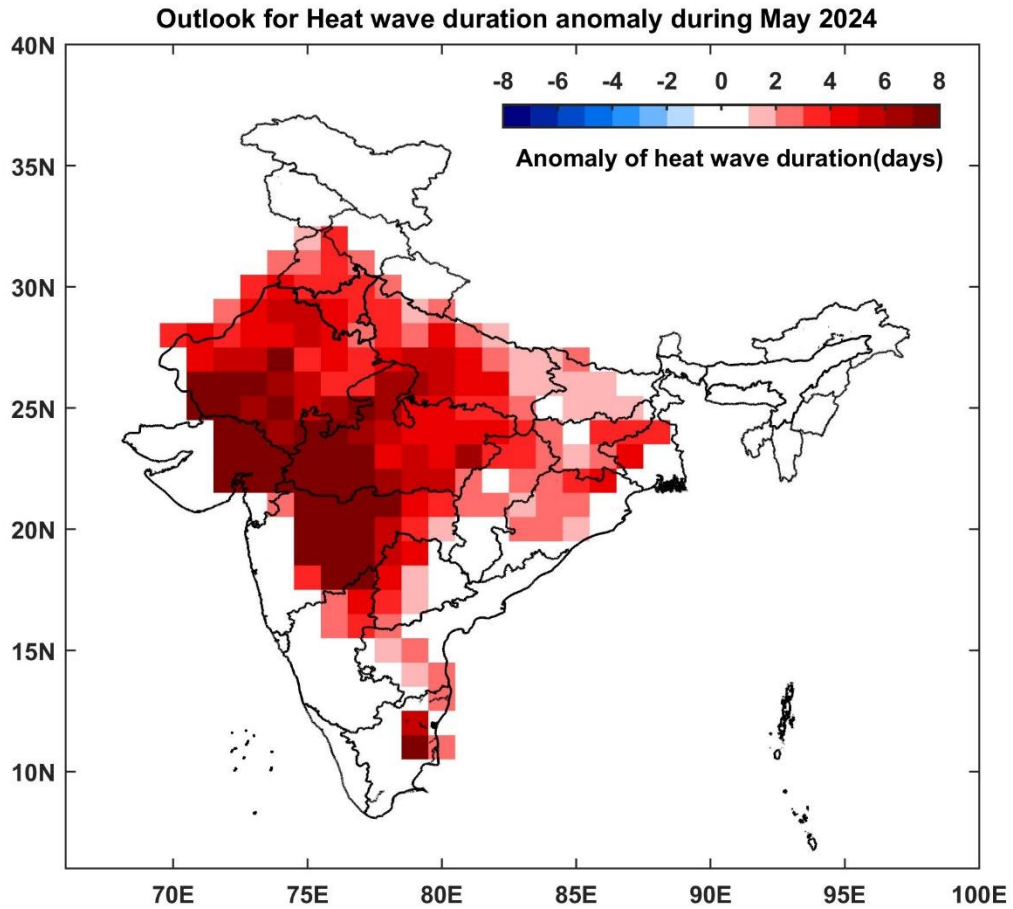 Outlook for Heat wave duration anomaly during May 2024
40N
-8 -6 -4 -2 0 2 4 6 8
Anomaly of heat wave duration(days)
35N
30N
25N
20N
15N
10N
70E 75E 80E 85E 90E 95E 100E